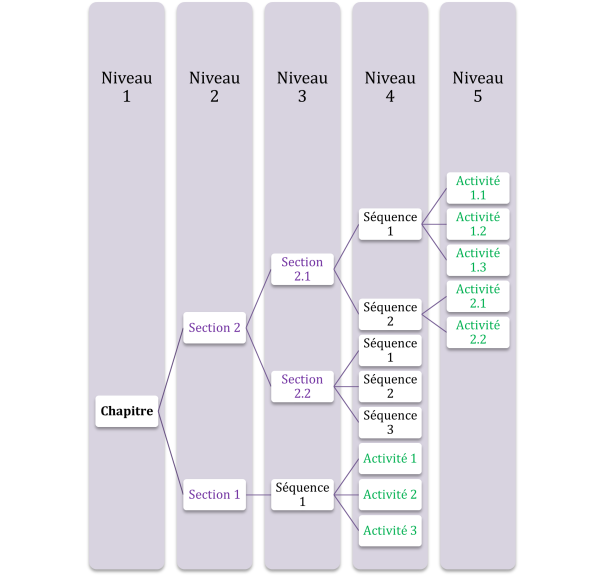 Niveau
1
Niveau
2
Niveau
3
Niveau
4
Niveau
5
Chapitre
Section 2
Section
2.1
Séquence
1
Activité
1.1
Activité
1.2
Activité
1.3
Séquence
2
Activité
2.1
Activité
2.2
Section
2.2
Séquence
1
Séquence
2
Séquence
3
Section 1
Séquence
1
Activité 1
Activité 2
Activité 3